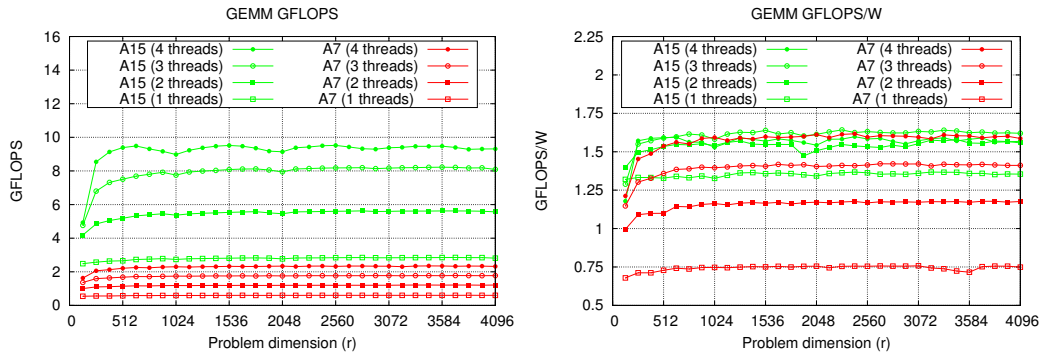 GEMM GFLOPS
16
14
12
10
8
6
4
2
0
GFLOPS
A15 (4 threads)
A15 (3 threads)
A15 (2 threads)
A15 (1 threads)
A7 (4 threads)
A7 (3 threads)
A7 (2 threads)
A7 (1 threads)
0 512 1024 1536 2048 2560 3072 3584 4096
Problem dimension (r)
GEMM GFLOPS/W
2.25
2
1.75
1.5
1.25
1
0.75
0.5
GFLOPS/W
A15 (4 threads)
A15 (3 threads)
A15 (2 threads)
A15 (1 threads)
A7 (4 threads)
A7 (3 threads)
A7 (2 threads)
A7 (1 threads)
0 512 1024 1536 2048 2560 3072 3584 4096
Problem dimension (r)